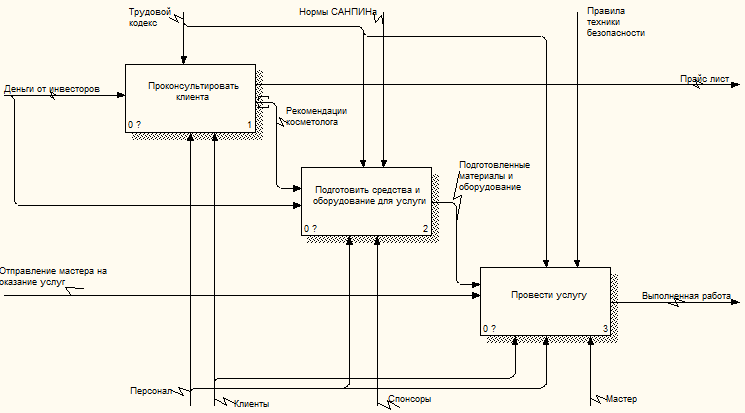 Трудовой
кодекс
Нормы САНПИНа
Правила
техники
безопасности
Деньги от инвесторов
Проконсультировать
клиента
0 ?
1
Прайс лист
Рекомендации
косметолога
Подготовить средства и
оборудование для услуги
0 ?
2
Подготовленные
материалы и
оборудование
Отправление мастера на
оказание услуг
Провести услугу
0 ?
3
Выполненная работа
Персонал
Клиенты
Спонсоры
Мастер